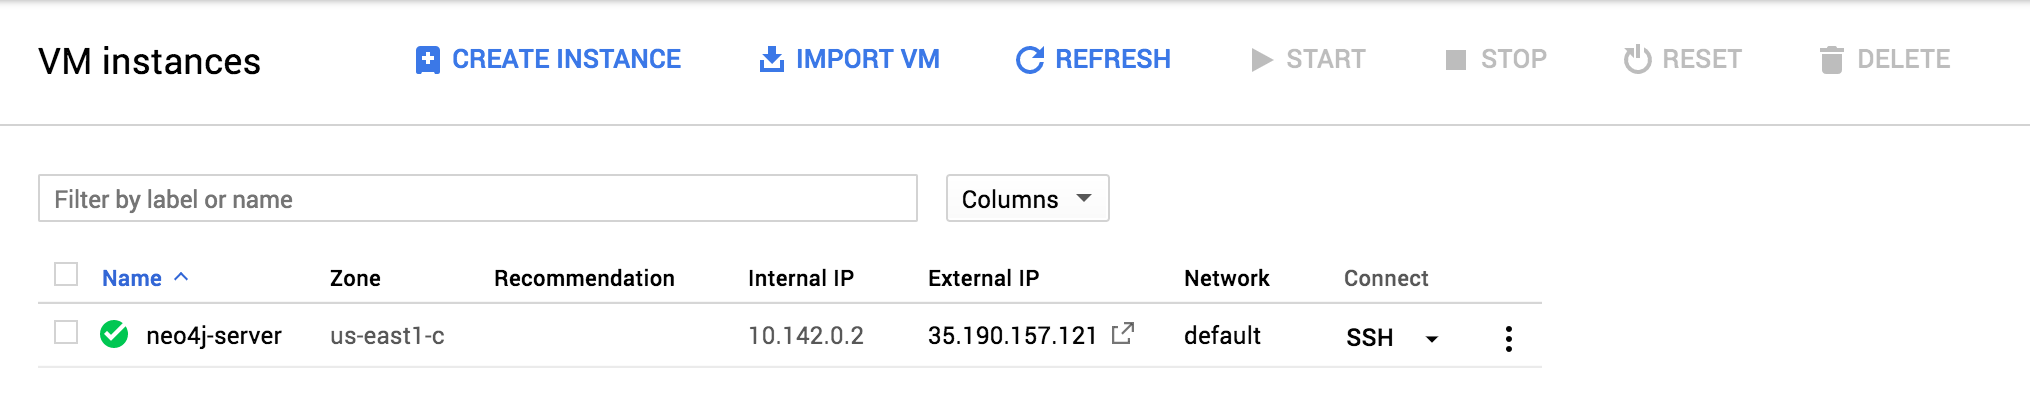 VM instances CREATE INSTANCE IMPORT VM REFRESH START STOP RESET DELETE
Filter by label or name Columns
Name Zone Recommendation Internal IP External IP Network Connect
neo4j-server us-east1-c 10.142.0.2 35.190.157.121 default SSH